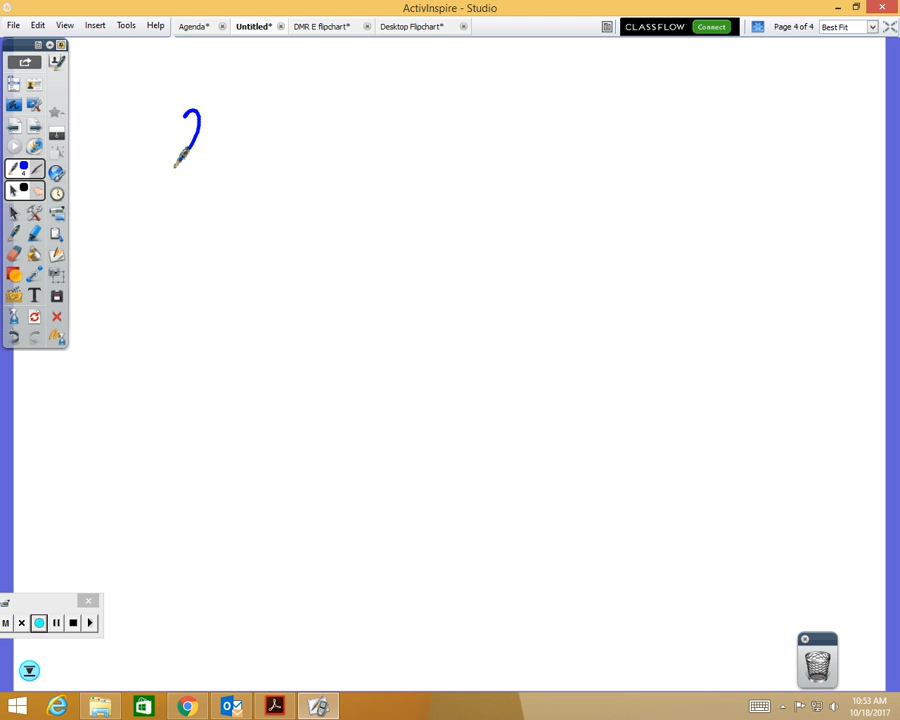 ActivInspire - Studio
File Edit View Insert Tools Help Agenda* Untitled* DMR E flipchart* Desktop Flipchart* CLASSFLOW Connect Page 4 of 4 Best Fit
4
T
M
10:53 AM
10/18/2017